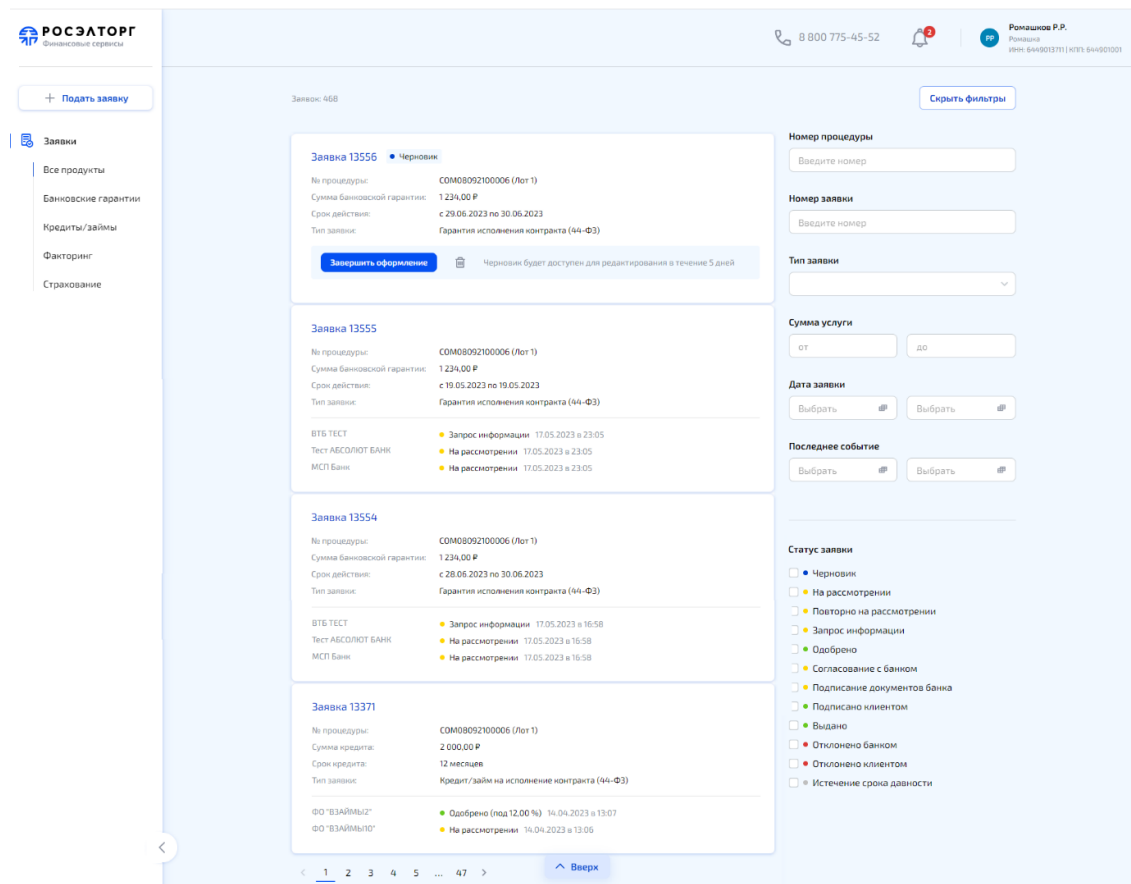 РОСЭЛТОРГ
Финансовые сервисы
8 800 775-45-52
2
РР
Ромашков Р.Р.
Ромашка
ИНН: 6449013711 | КПП: 644901001
Подать заявку
Заявки
Все продукты
Банковские гарантии
Кредиты/займы
Факторинг
Страхование
Заявок: 468
Скрыть фильтры
Заявка 13556 Черновик
№ процедуры: COM08092100006 (Лот 1)
Сумма банковской гарантии: 1 234,00 ₽
Срок действия: с 29.06.2023 по 30.06.2023
Тип заявки: Гарантия исполнения контракта (44-ФЗ)
Завершить оформление Черновик будет доступен для редактирования в течение 5 дней
Заявка 13555
№ процедуры: COM08092100006 (Лот 1)
Сумма банковской гарантии: 1 234,00 ₽
Срок действия: с 19.05.2023 по 19.05.2023
Тип заявки: Гарантия исполнения контракта (44-ФЗ)
ВТБ ТЕСТ Запрос информации 17.05.2023 в 23:05
Тест АБСОЛЮТ БАНК На рассмотрении 17.05.2023 в 23:05
МСП Банк На рассмотрении 17.05.2023 в 23:05
Заявка 13554
№ процедуры: COM08092100006 (Лот 1)
Сумма банковской гарантии: 1 234,00 ₽
Срок действия: с 28.06.2023 по 30.06.2023
Тип заявки: Гарантия исполнения контракта (44-ФЗ)
ВТБ ТЕСТ Запрос информации 17.05.2023 в 16:58
Тест АБСОЛЮТ БАНК На рассмотрении 17.05.2023 в 16:58
МСП Банк На рассмотрении 17.05.2023 в 16:58
Заявка 13371
№ процедуры: COM08092100006 (Лот 1)
Сумма кредита: 2 000,00 ₽
Срок кредита: 12 месяцев
Тип заявки: Кредит/займ на исполнение контракта (44-ФЗ)
ФО "ВЗАЙМЫ2" Одобрено (под 12,00 %) 14.04.2023 в 13:07
ФО "ВЗАЙМЫ10" На рассмотрении 14.04.2023 в 13:06
1 2 3 4 5 ... 47
Вверх
Номер процедуры
Введите номер
Номер заявки
Введите номер
Тип заявки
Сумма услуги
от до
Дата заявки
Выбрать Выбрать
Последнее событие
Выбрать Выбрать
Статус заявки
Черновик
На рассмотрении
Повторно на рассмотрении
Запрос информации
Одобрено
Согласование с банком
Подписание документов банка
Подписано клиентом
Выдано
Отклонено банком
Отклонено клиентом
Истечение срока давности